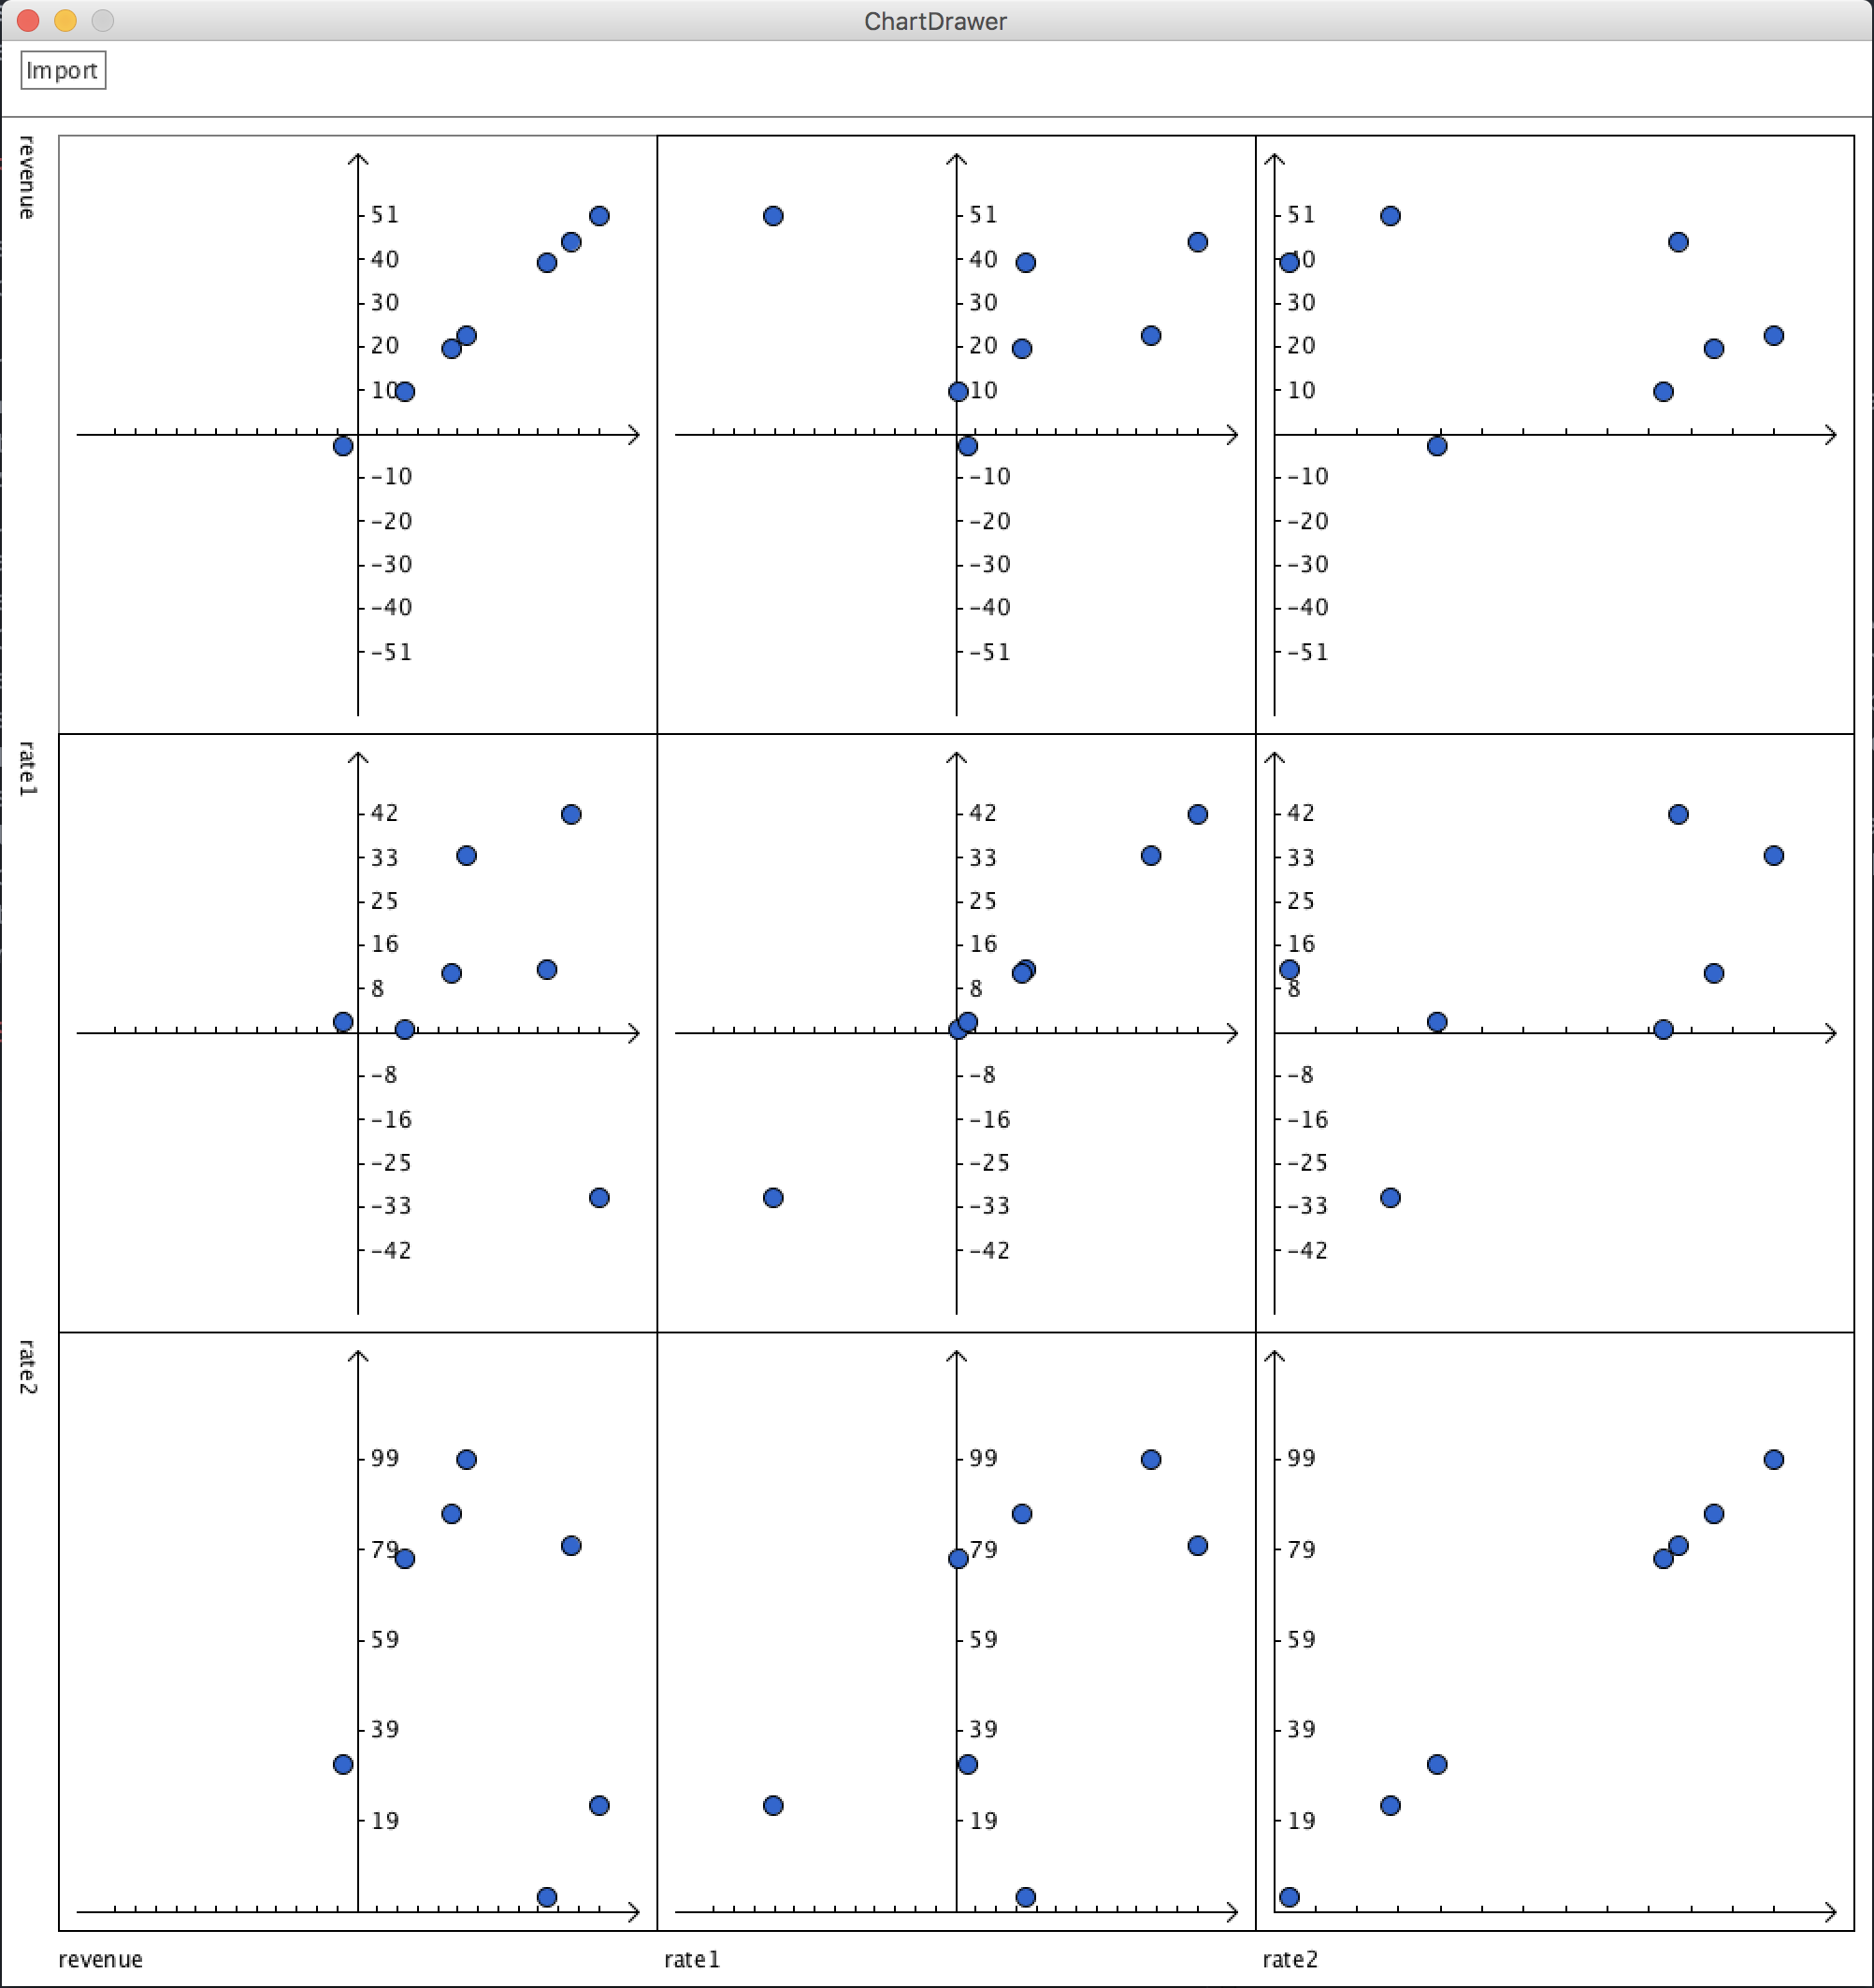 ChartDrawer
Import
revenue
51 51 51
40 40 40
30 30 30
20 20 20
10 10 10
-10 -10 -10
-20 -20 -20
-30 -30 -30
-40 -40 -40
-51 -51 -51
rate1
42 42 42
33 33 33
25 25 25
16 16 16
8 8 8
-8 -8 -8
-16 -16 -16
-25 -25 -25
-33 -33 -33
-42 -42 -42
rate2
99 99 99
79 79 79
59 59 59
39 39 39
19 19 19
revenue rate1 rate2